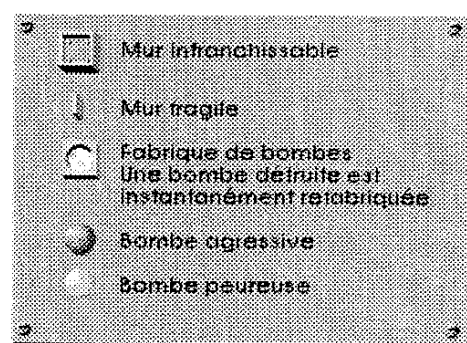 Mur infranchissable
Mur fragile
Fabrique de bombes
Une bombe détruite est
instantanément refabriquée
Bombe agressive
Bombe peureuse